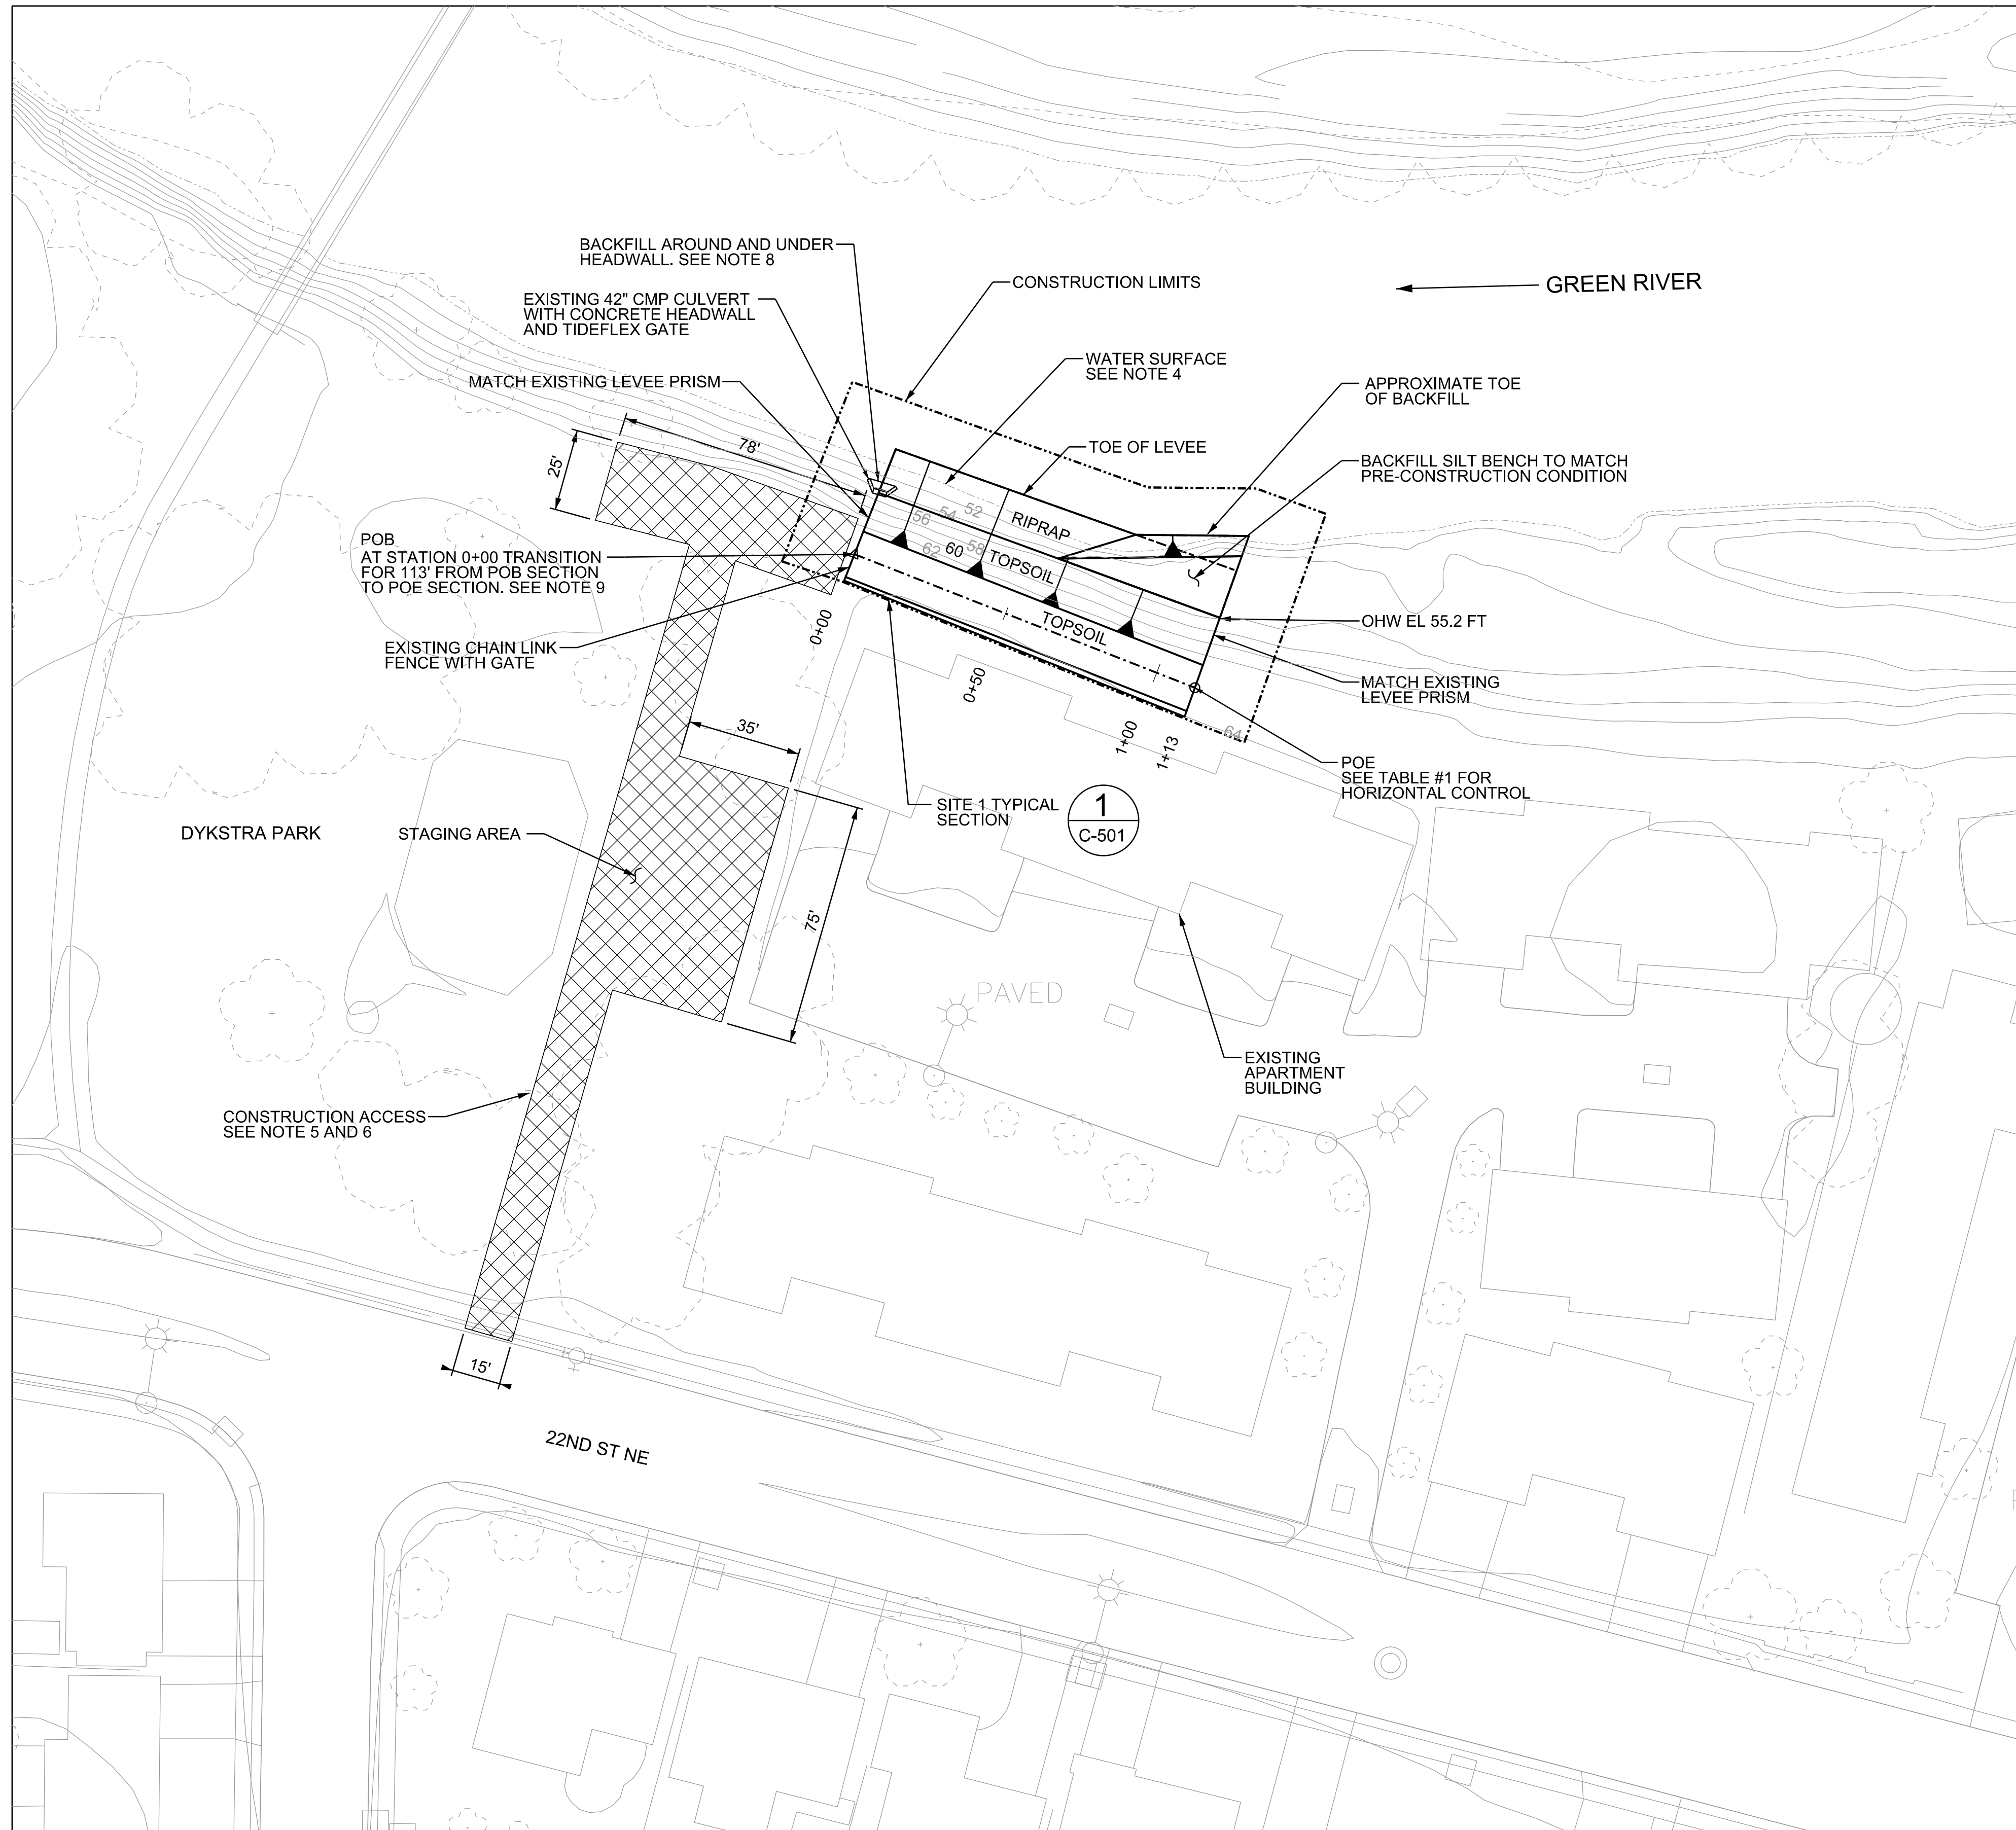 BACKFILL AROUND AND UNDER
HEADWALL. SEE NOTE 8
EXISTING 42" CMP CULVERT
WITH CONCRETE HEADWALL
AND TIDEFLEX GATE
MATCH EXISTING LEVEE PRISM
CONSTRUCTION LIMITS
GREEN RIVER
WATER SURFACE
SEE NOTE 4
APPROXIMATE TOE
OF BACKFILL
TOE OF LEVEE
BACKFILL SILT BENCH TO MATCH
PRE-CONSTRUCTION CONDITION
78'
25'
56
54
52
RIPRAP
62
60
58
TOPSOIL
TOPSOIL
POB
AT STATION 0+00 TRANSITION
FOR 113' FROM POB SECTION
TO POE SECTION. SEE NOTE 9
EXISTING CHAIN LINK
FENCE WITH GATE
0+00
0+50
1+00
1+13
64
OHW EL 55.2 FT
MATCH EXISTING
LEVEE PRISM
POE
SEE TABLE #1 FOR
HORIZONTAL CONTROL
35'
SITE 1 TYPICAL
SECTION
1
C-501
DYKSTRA PARK
STAGING AREA
75'
PAVED
EXISTING
APARTMENT
BUILDING
CONSTRUCTION ACCESS
SEE NOTE 5 AND 6
15'
22ND ST NE